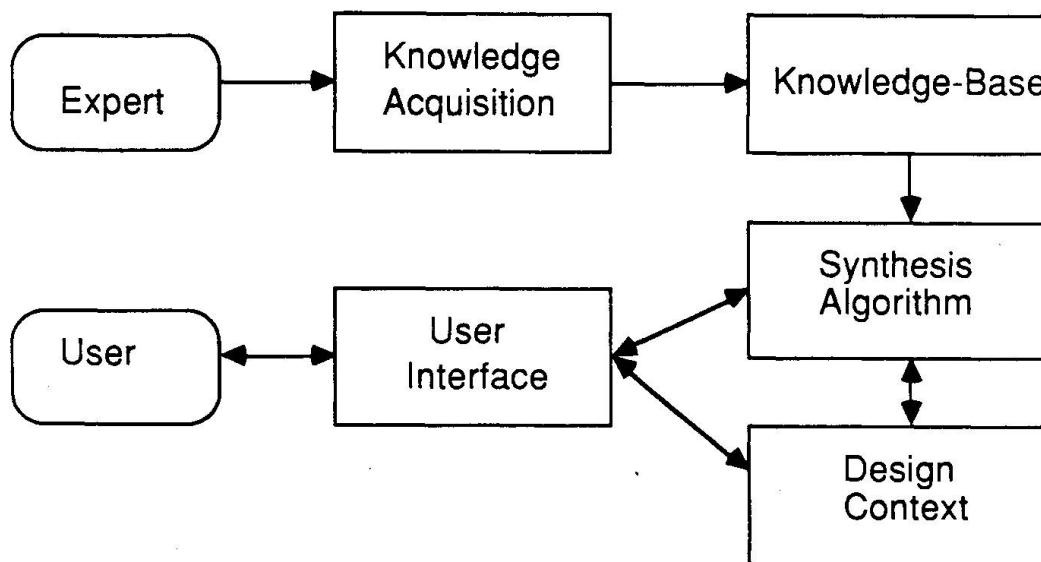 Expert
Knowledge
Acquisition
Knowledge-Base
User
User
Interface
Synthesis
Algorithm
Design
Context